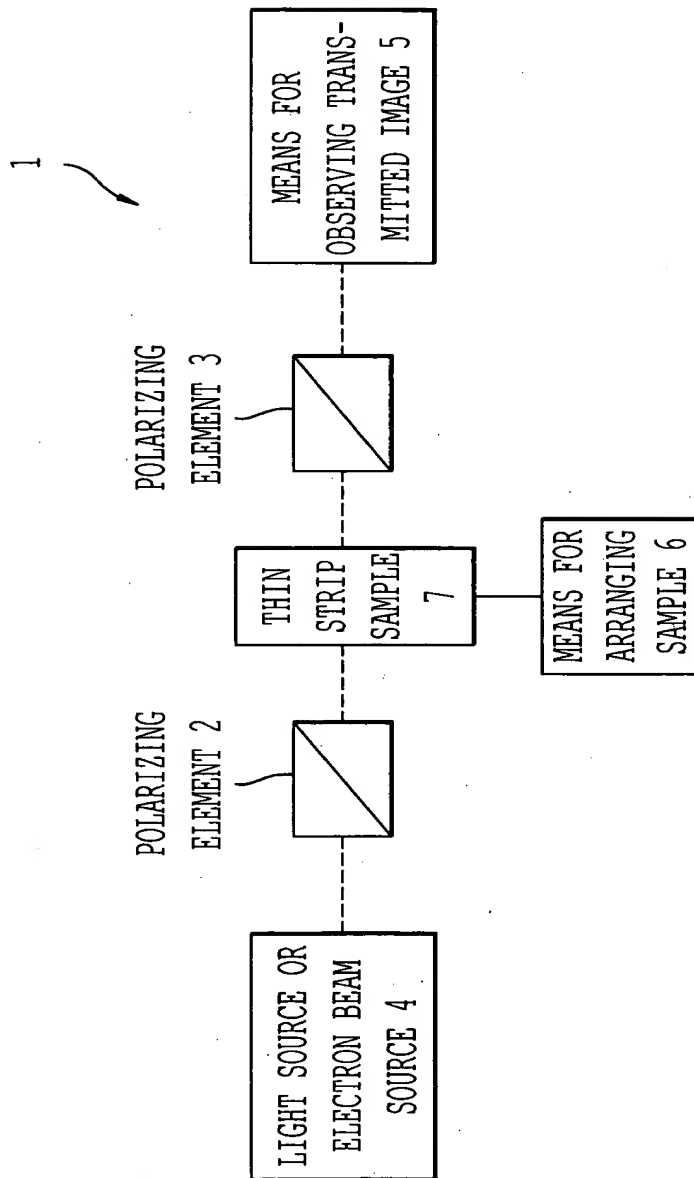 1
LIGHT SOURCE OR
ELECTRON BEAM
SOURCE 4
POLARIZING
ELEMENT 2
THIN
STRIP
SAMPLE
7
MEANS FOR
ARRANGING
SAMPLE 6
POLARIZING
ELEMENT 3
MEANS FOR
OBSERVING TRANS-
MITTED IMAGE 5